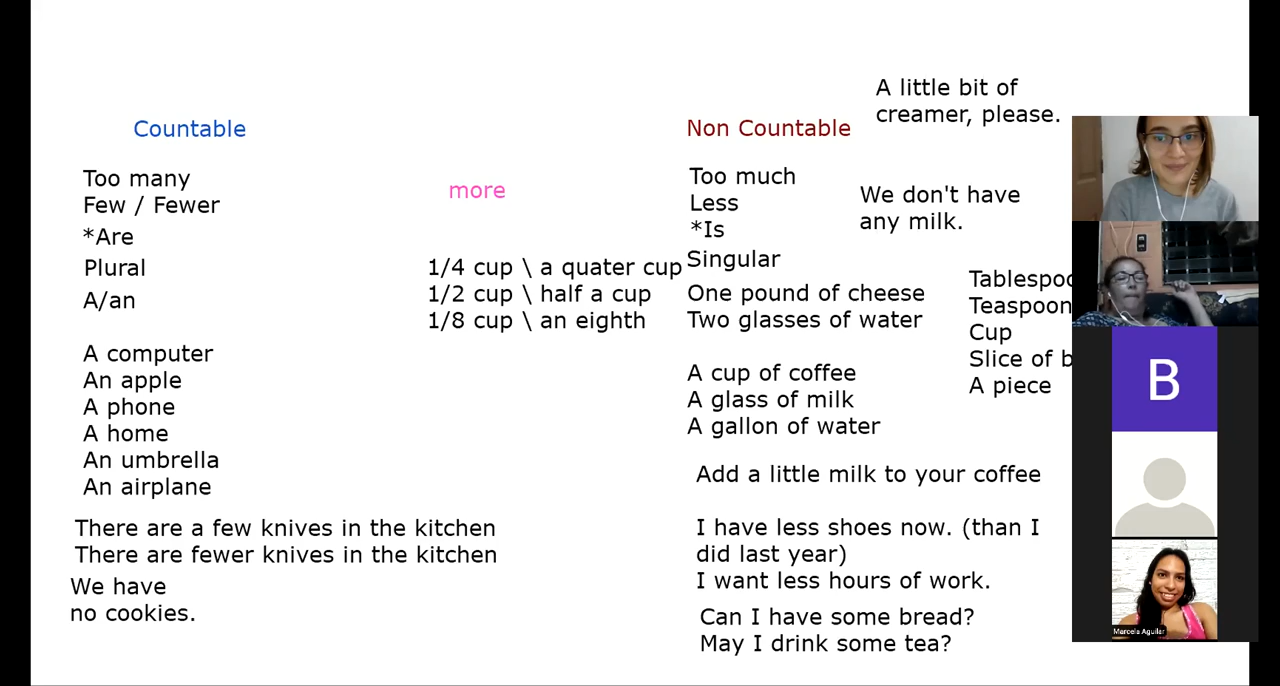 A little bit of
creamer, please.
Countable
Too many
Few / Fewer
*Are
Plural
A/an
A computer
An apple
A phone
A home
An umbrella
An airplane
There are a few knives in the kitchen
There are fewer knives in the kitchen
We have
no cookies.
more
1/4 cup \ a quater cup
1/2 cup \ half a cup
1/8 cup \ an eighth
Non Countable
Too much
Less
*Is
Singular
We don't have
any milk.
One pound of cheese
Two glasses of water
A cup of coffee
A glass of milk
A gallon of water
Add a little milk to your coffee
I have less shoes now. (than I
did last year)
I want less hours of work.
Can I have some bread?
May I drink some tea?
Teaspoon
Cup
Slice of
A piece
B
Marcela Aguilar